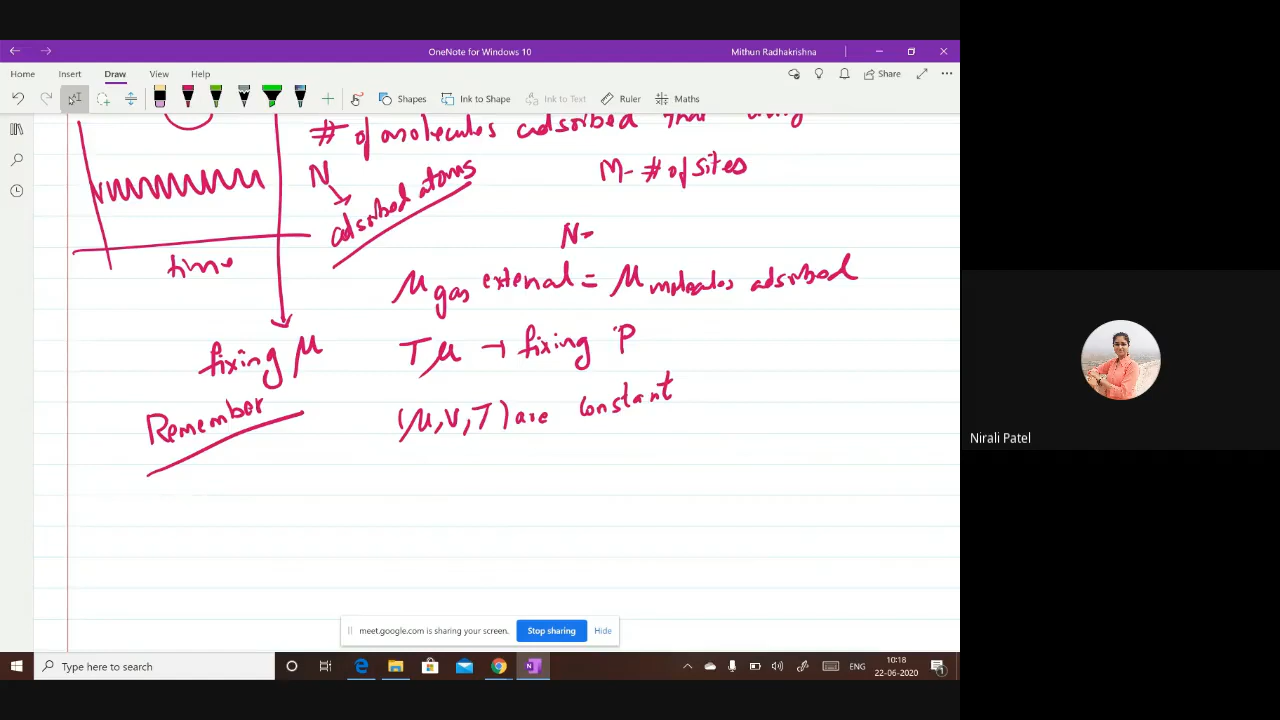 OneNote for Windows 10
Mithun Radhakrishna
Home Insert Draw View Help
Share
Shapes Ink to Shape Ink to Text Ruler Maths
# of molecules adsorbed that
N
M- # of sites
adsorbed atoms
N=
time
μ gas external = μ molecules adsorbed
fixing μ
Tμ → fixing P
Remember
(μ, V, T) are constant
Nirali Patel
meet.google.com is sharing your screen. Stop sharing Hide
Type here to search
ENG
10:18
22-06-2020